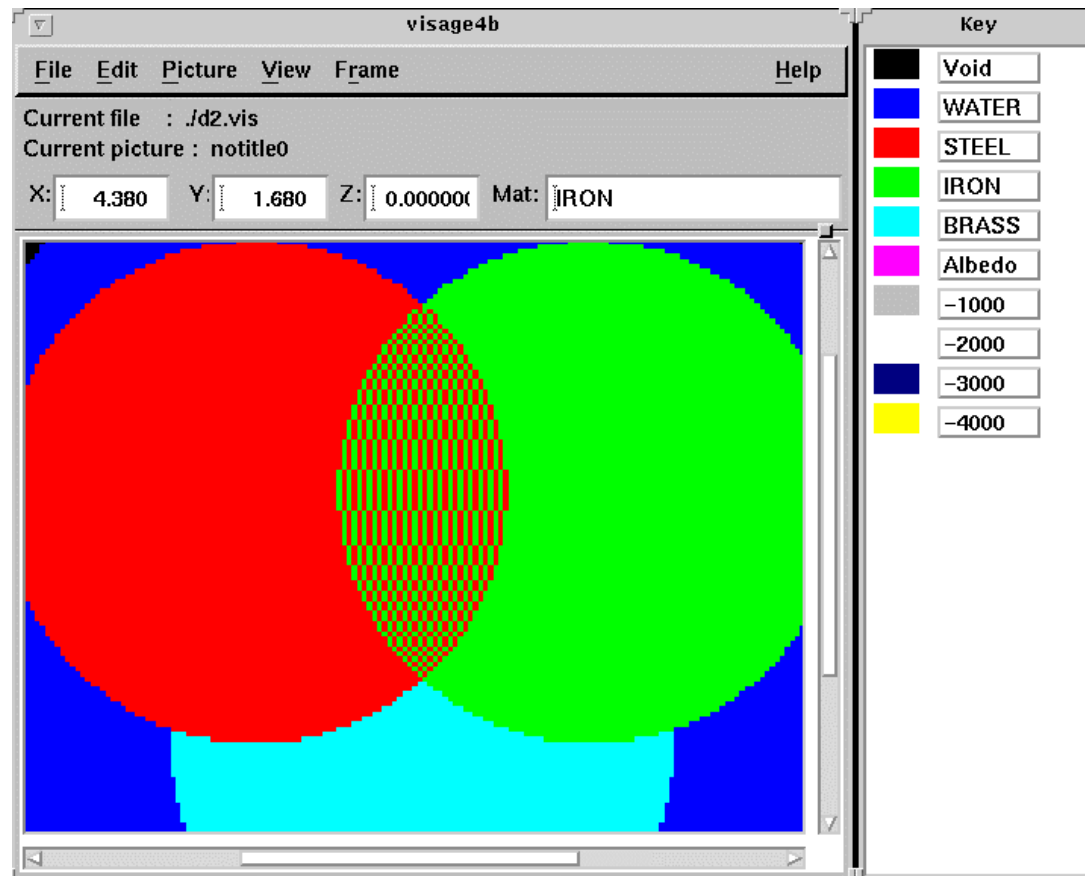 visage4b
File Edit Picture View Frame Help
Current file : ./d2.vis
Current picture : notitle0
X: 4.380 Y: 1.680 Z: 0.000000 Mat: IRON
Key
Void
WATER
STEEL
IRON
BRASS
Albedo
-1000
-2000
-3000
-4000